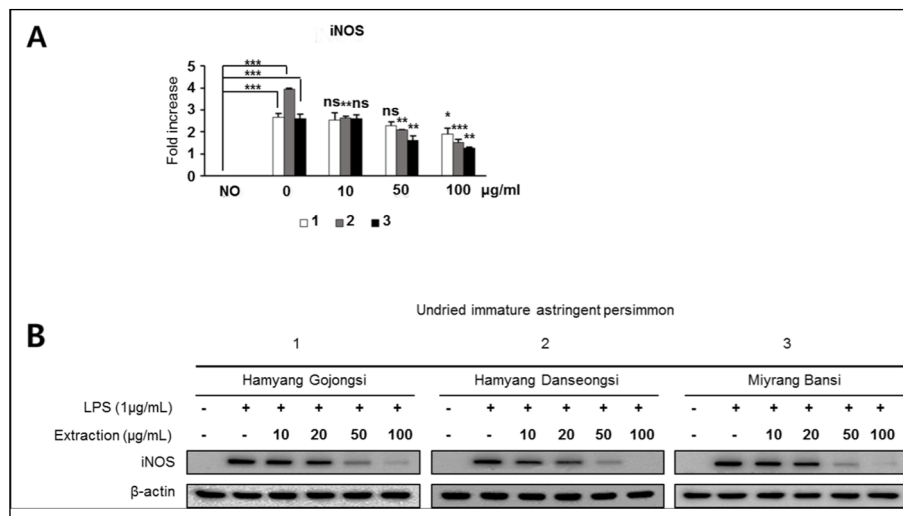 A
iNOS
Fold increase
5
4
3
2
1
0
*** *** ***
ns ** ns
ns ** **
* *** **
NO 0 10 50 100 µg/ml
1 2 3
B
Undried immature astringent persimmon
1 2 3
Hamyang Gojongsi Hamyang Danseongsi Miyrang Bansi
LPS (1µg/mL) - + + + + + - + + + + + - + + + + +
Extraction (µg/mL) - - 10 20 50 100 - - 10 20 50 100 - - 10 20 50 100
iNOS
β-actin